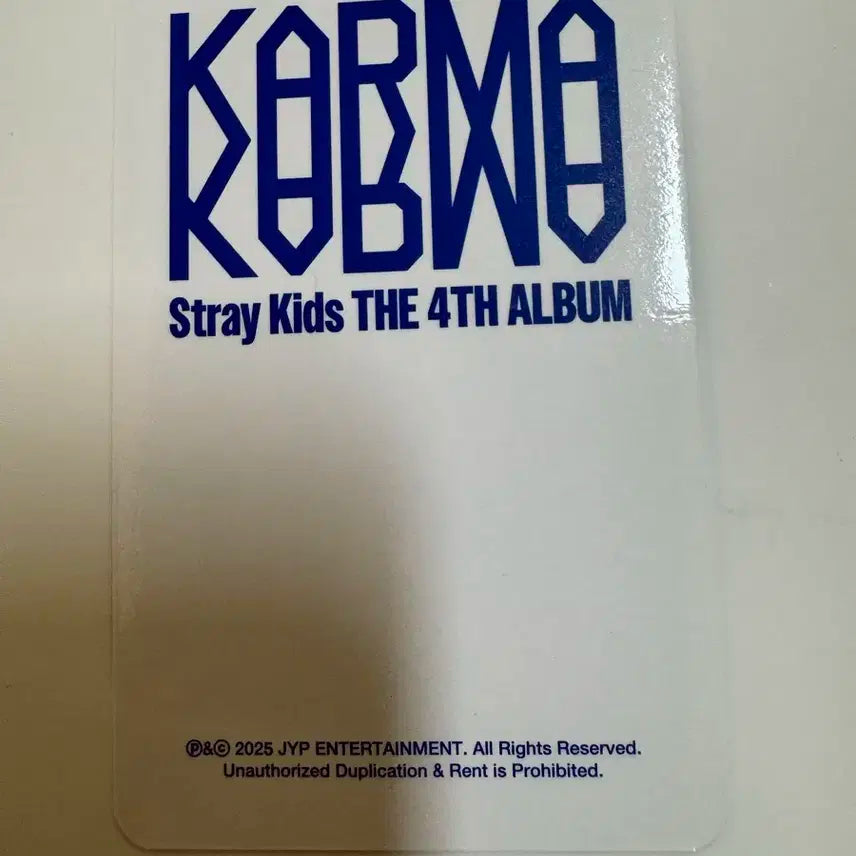 KARMA
Stray Kids THE 4TH ALBUM
℗&© 2025 JYP ENTERTAINMENT. All Rights Reserved.
Unauthorized Duplication & Rent is Prohibited.